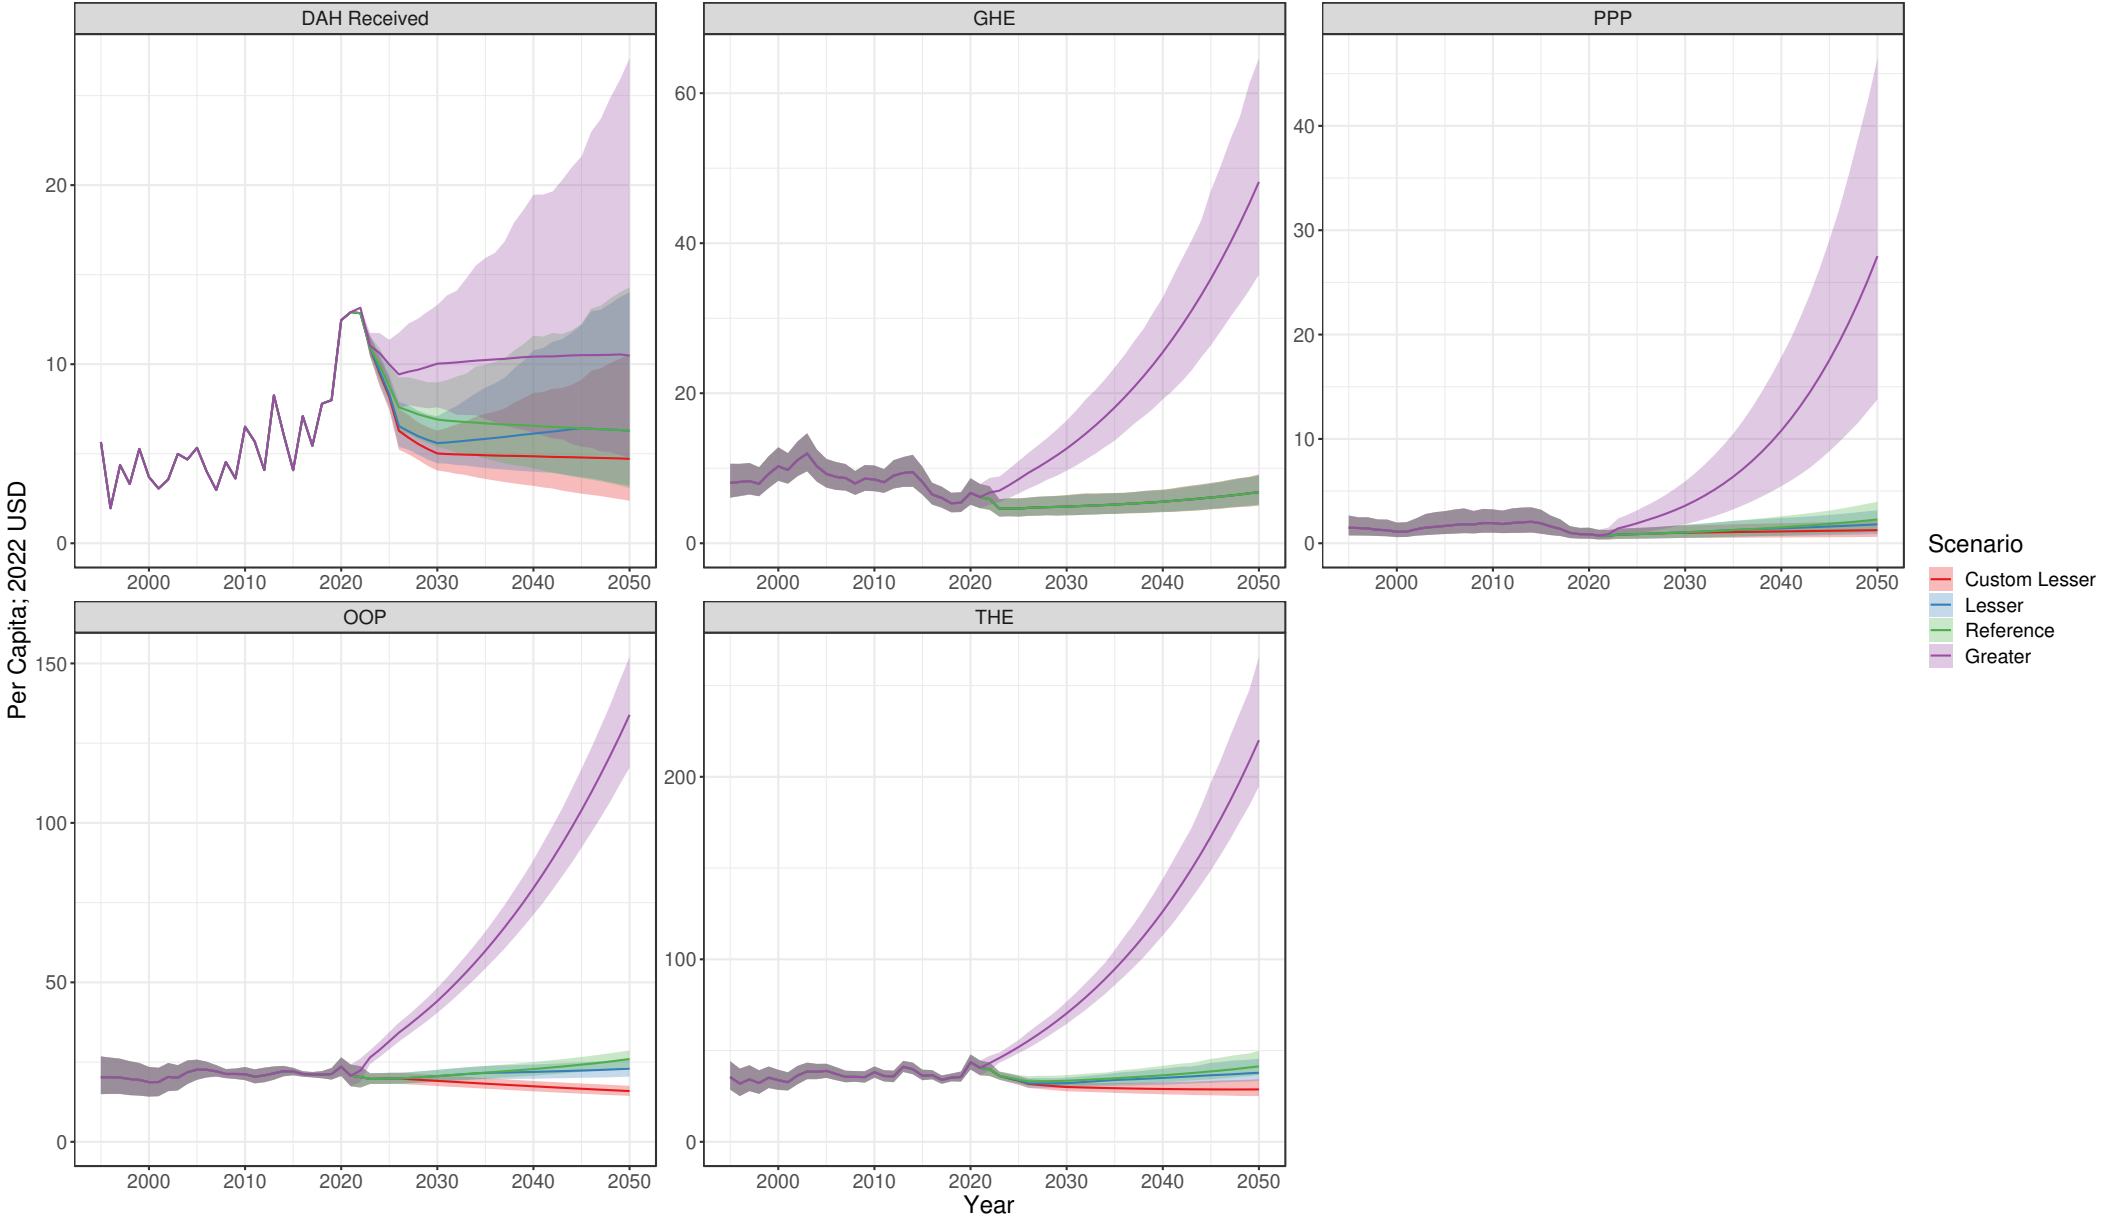 DAH Received
GHE
PPP
20
10
0
60
40
20
0
40
30
20
10
0
2000 2010 2020 2030 2040 2050
2000 2010 2020 2030 2040 2050
2000 2010 2020 2030 2040 2050
OOP
THE
150
100
50
0
200
100
0
2000 2010 2020 2030 2040 2050
2000 2010 2020 2030 2040 2050
Per Capita; 2022 USD
Year
Scenario
Custom Lesser
Lesser
Reference
Greater